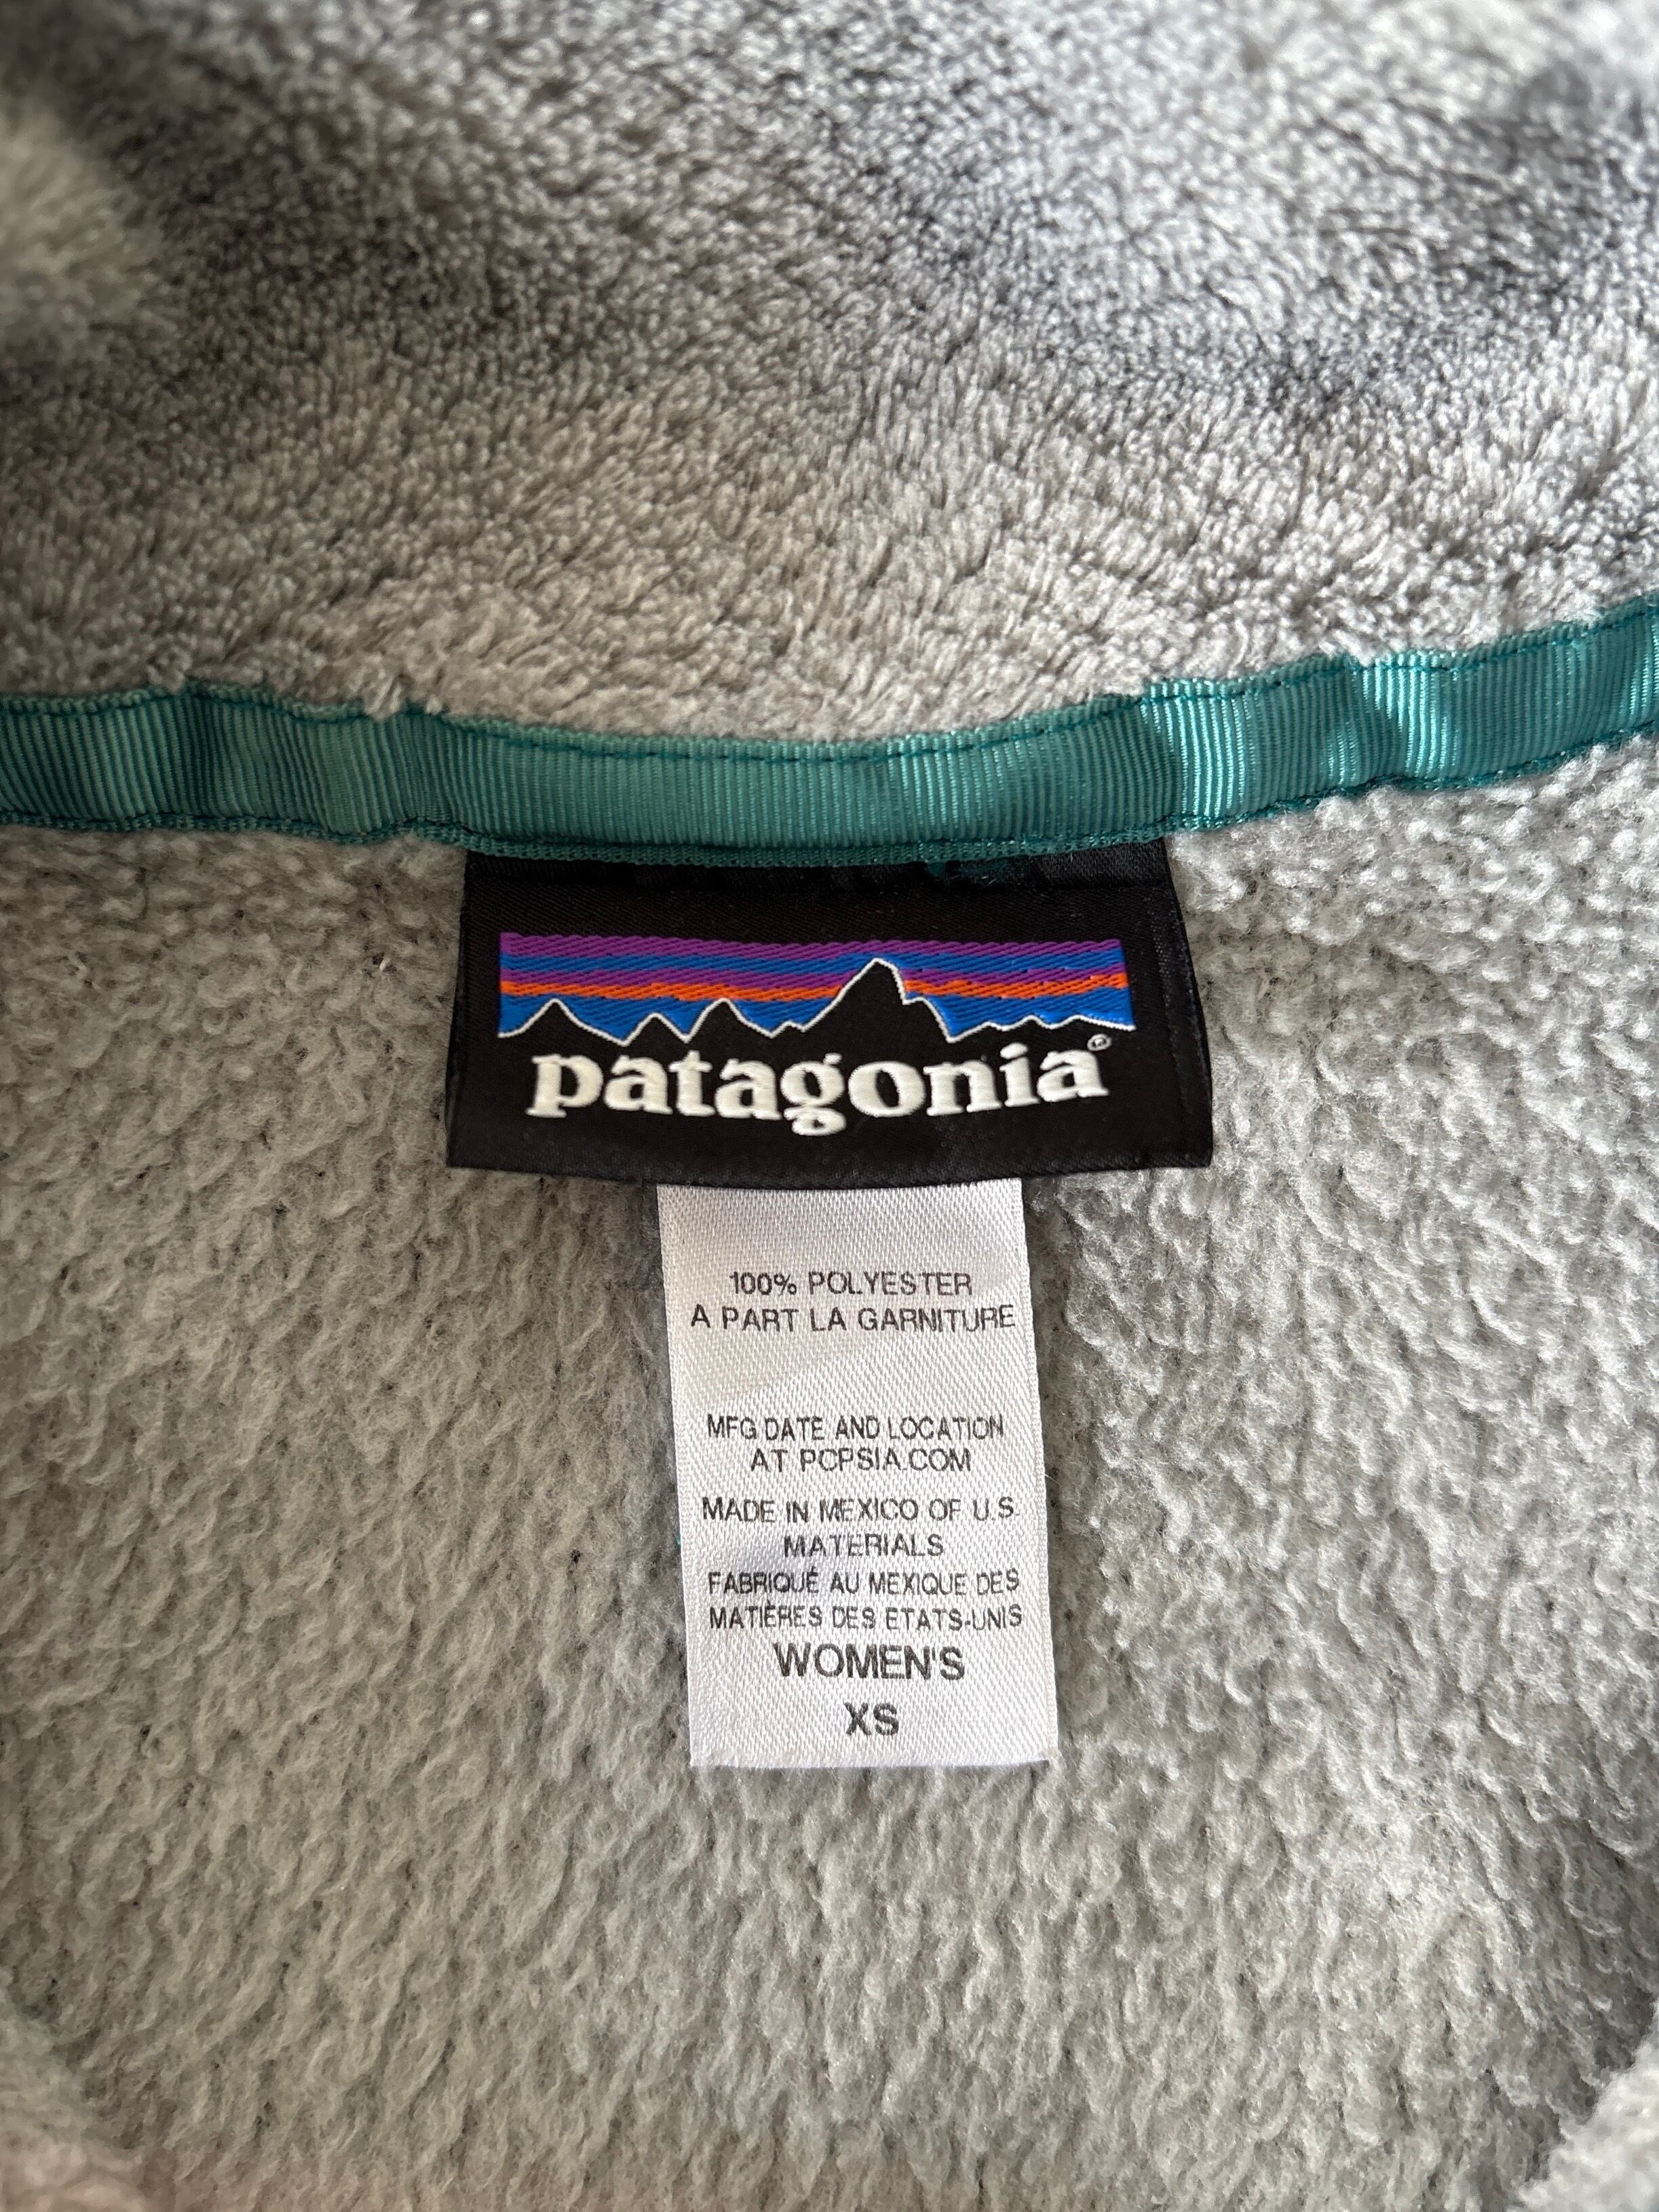 patagonia®
100% POLYESTER
A PART LA GARNITURE
MFG DATE AND LOCATION
AT PCPSIA.COM
MADE IN MEXICO OF U.S.
MATERIALS
FABRIQUÉ AU MEXIQUE DES
MATIÈRES DES ETATS-UNIS
WOMEN'S
XS